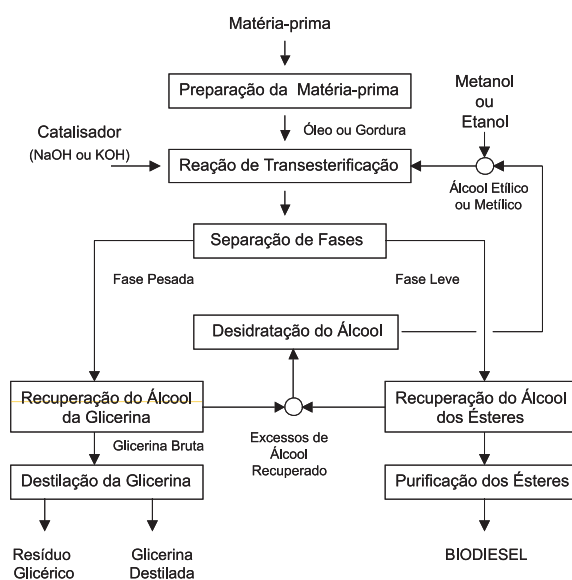 Matéria-prima
Preparação da Matéria-prima
Metanol
ou
Etanol
Catalisador
(NaOH ou KOH)
Óleo ou Gordura
Reação de Transesterificação
Álcool Etílico
ou Metílico
Separação de Fases
Fase Pesada
Fase Leve
Desidratação do Álcool
Recuperação do Álcool
da Glicerina
Recuperação do Álcool
dos Ésteres
Glicerina Bruta
Excessos de
Álcool
Recuperado
Destilação da Glicerina
Purificação dos Ésteres
Resíduo
Glicérico
Glicerina
Destilada
BIODIESEL